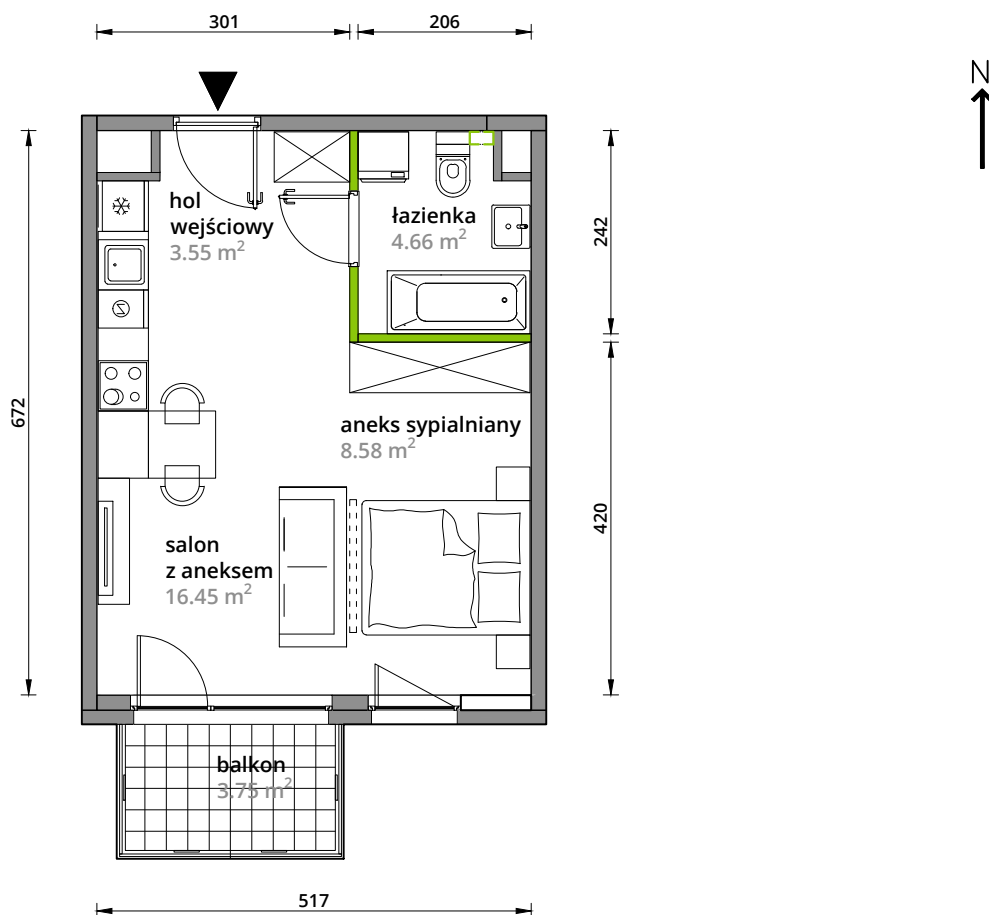 301
206
N
hol
wejściowy
3.55 m²
łazienka
4.66 m²
242
672
aneks sypialniany
8.58 m²
420
salon
z aneksem
16.45 m²
balkon
3.75 m²
517